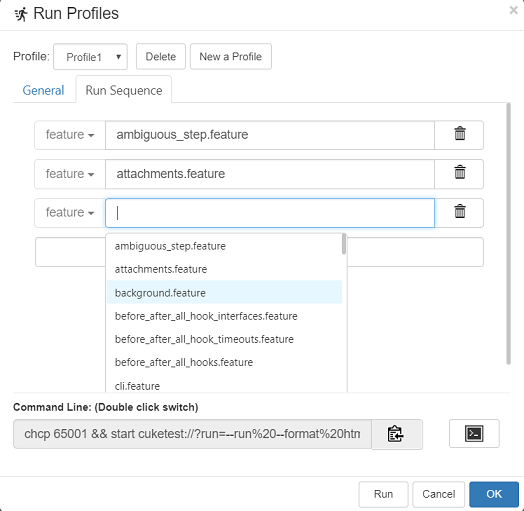 Run Profiles
Profile: Profile1 Delete New a Profile
General Run Sequence
feature ambiguous_step.feature
feature attachments.feature
feature
ambiguous_step.feature
attachments.feature
background.feature
before_after_all_hook_interfaces.feature
before_after_all_hook_timeouts.feature
before_after_all_hooks.feature
cli.feature
Command Line: (Double click switch)
chcp 65001 && start cuketest://?run=--run%20--format%20htm
Run Cancel OK